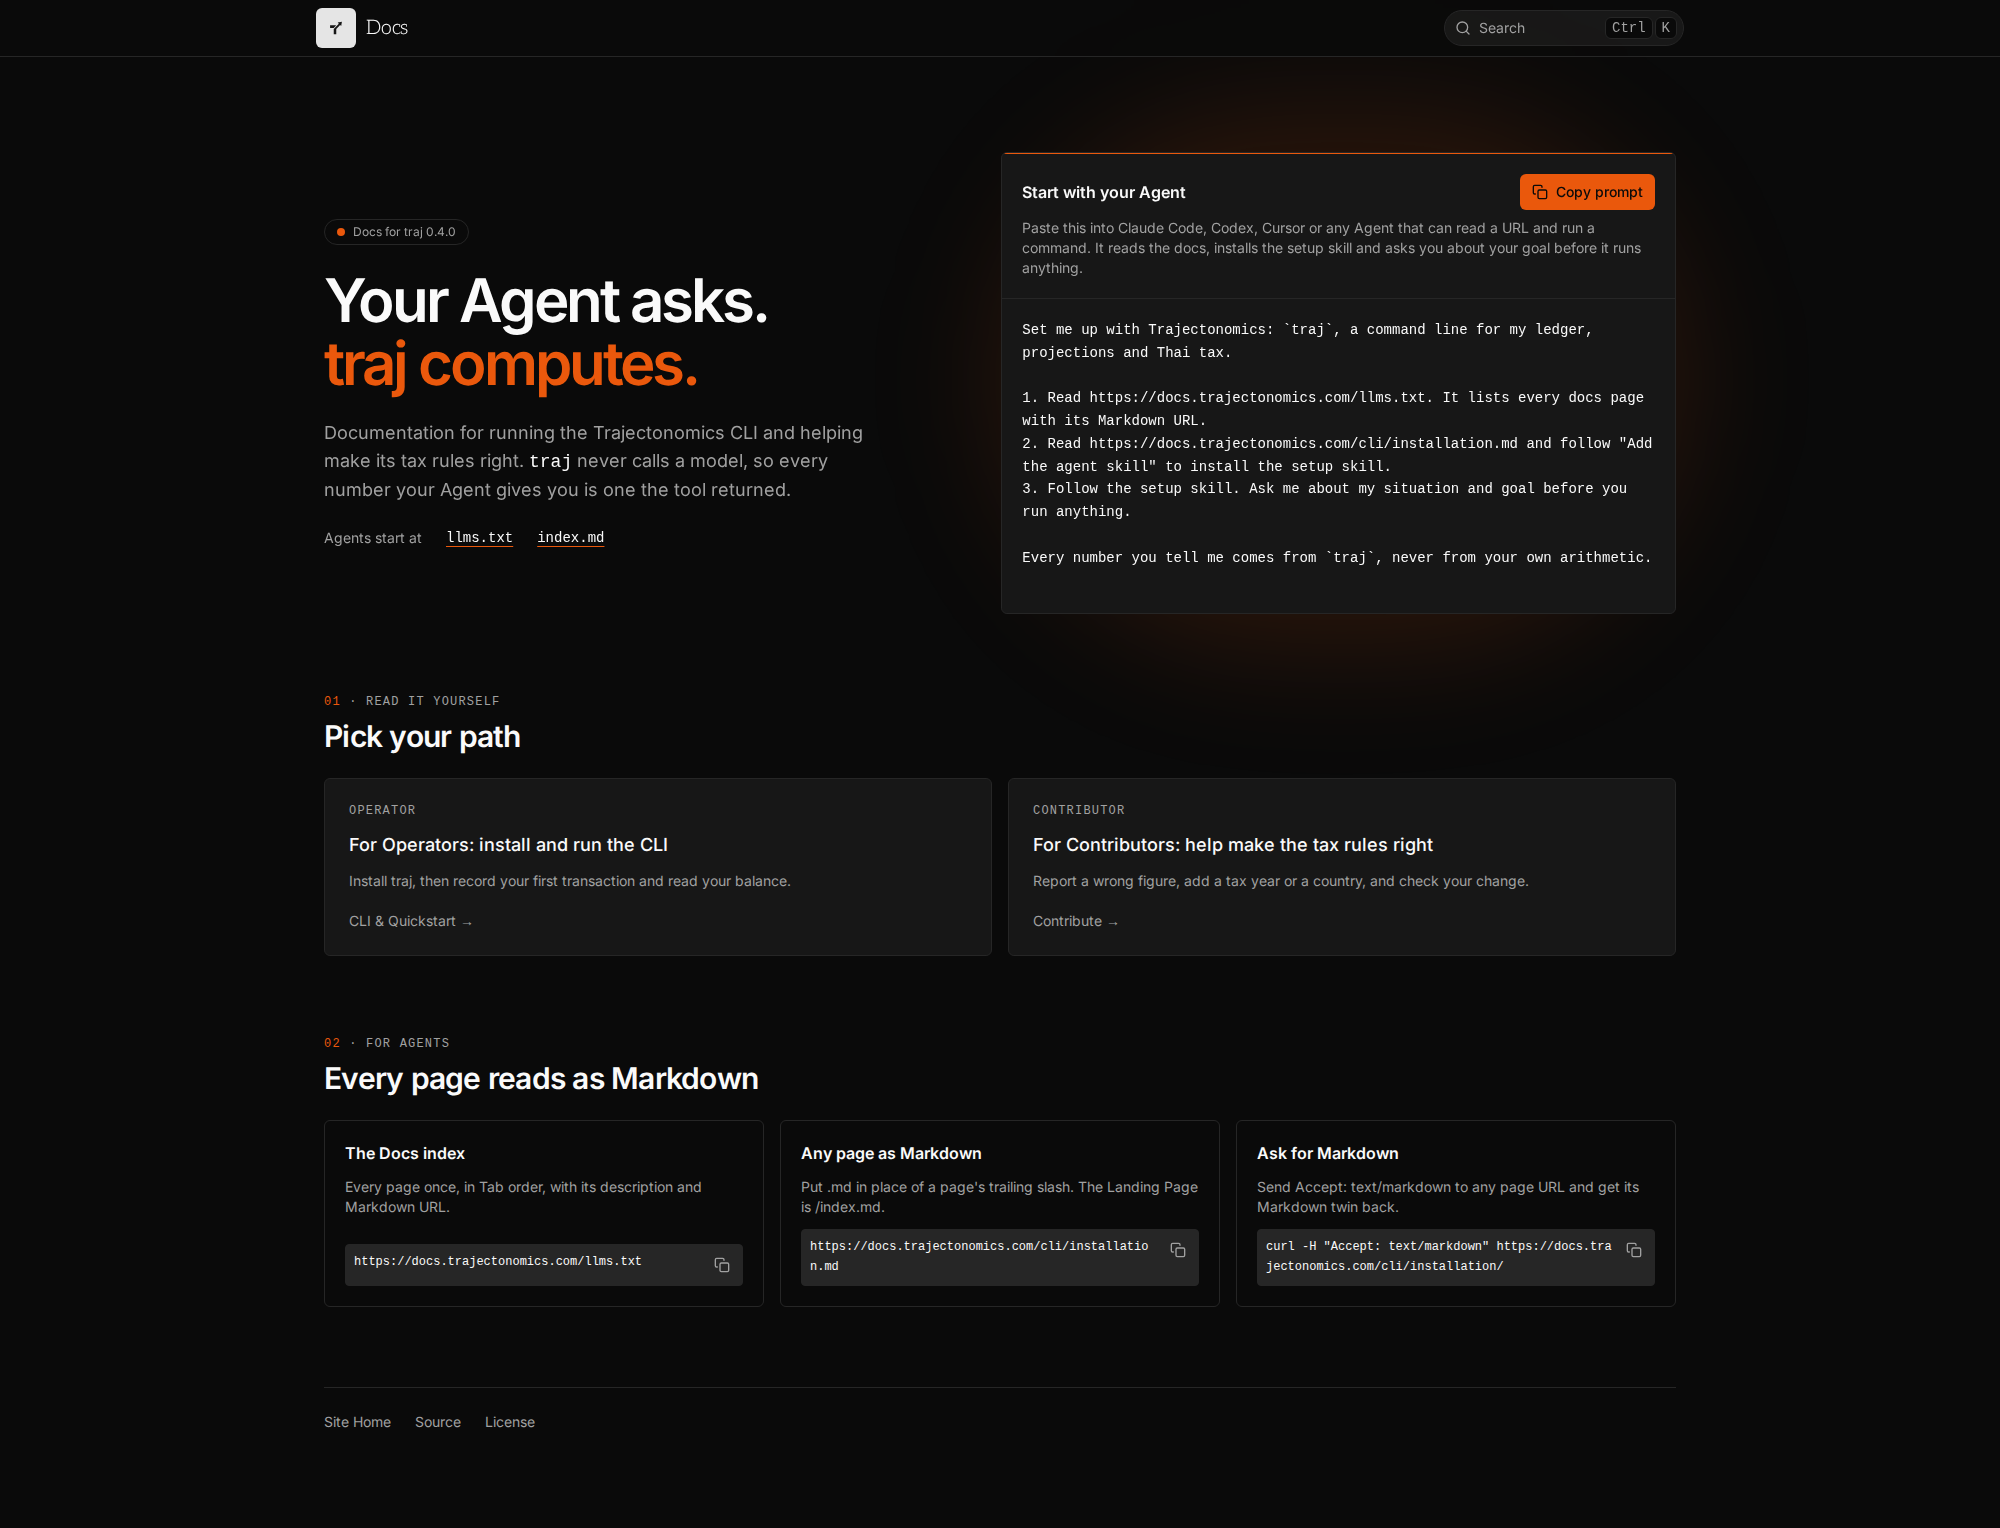 Docs
Search
Ctrl K
Docs for traj 0.4.0
Your Agent asks.
traj computes.
Documentation for running the Trajectonomics CLI and helping
make its tax rules right. traj never calls a model, so every
number your Agent gives you is one the tool returned.
Agents start at llms.txt index.md
Start with your Agent
Copy prompt
Paste this into Claude Code, Codex, Cursor or any Agent that can read a URL and run a
command. It reads the docs, installs the setup skill and asks you about your goal before it runs
anything.
Set me up with Trajectonomics: `traj`, a command line for my ledger,
projections and Thai tax.
1. Read https://docs.trajectonomics.com/llms.txt. It lists every docs page
with its Markdown URL.
2. Read https://docs.trajectonomics.com/cli/installation.md and follow "Add
the agent skill" to install the setup skill.
3. Follow the setup skill. Ask me about my situation and goal before you
run anything.
Every number you tell me comes from `traj`, never from your own arithmetic.
01 · READ IT YOURSELF
Pick your path
OPERATOR
For Operators: install and run the CLI
Install traj, then record your first transaction and read your balance.
CLI & Quickstart →
CONTRIBUTOR
For Contributors: help make the tax rules right
Report a wrong figure, add a tax year or a country, and check your change.
Contribute →
02 · FOR AGENTS
Every page reads as Markdown
The Docs index
Every page once, in Tab order, with its description and
Markdown URL.
https://docs.trajectonomics.com/llms.txt
Any page as Markdown
Put .md in place of a page's trailing slash. The Landing Page
is /index.md.
https://docs.trajectonomics.com/cli/installatio
n.md
Ask for Markdown
Send Accept: text/markdown to any page URL and get its
Markdown twin back.
curl -H "Accept: text/markdown" https://docs.tra
jectonomics.com/cli/installation/
Site Home Source License